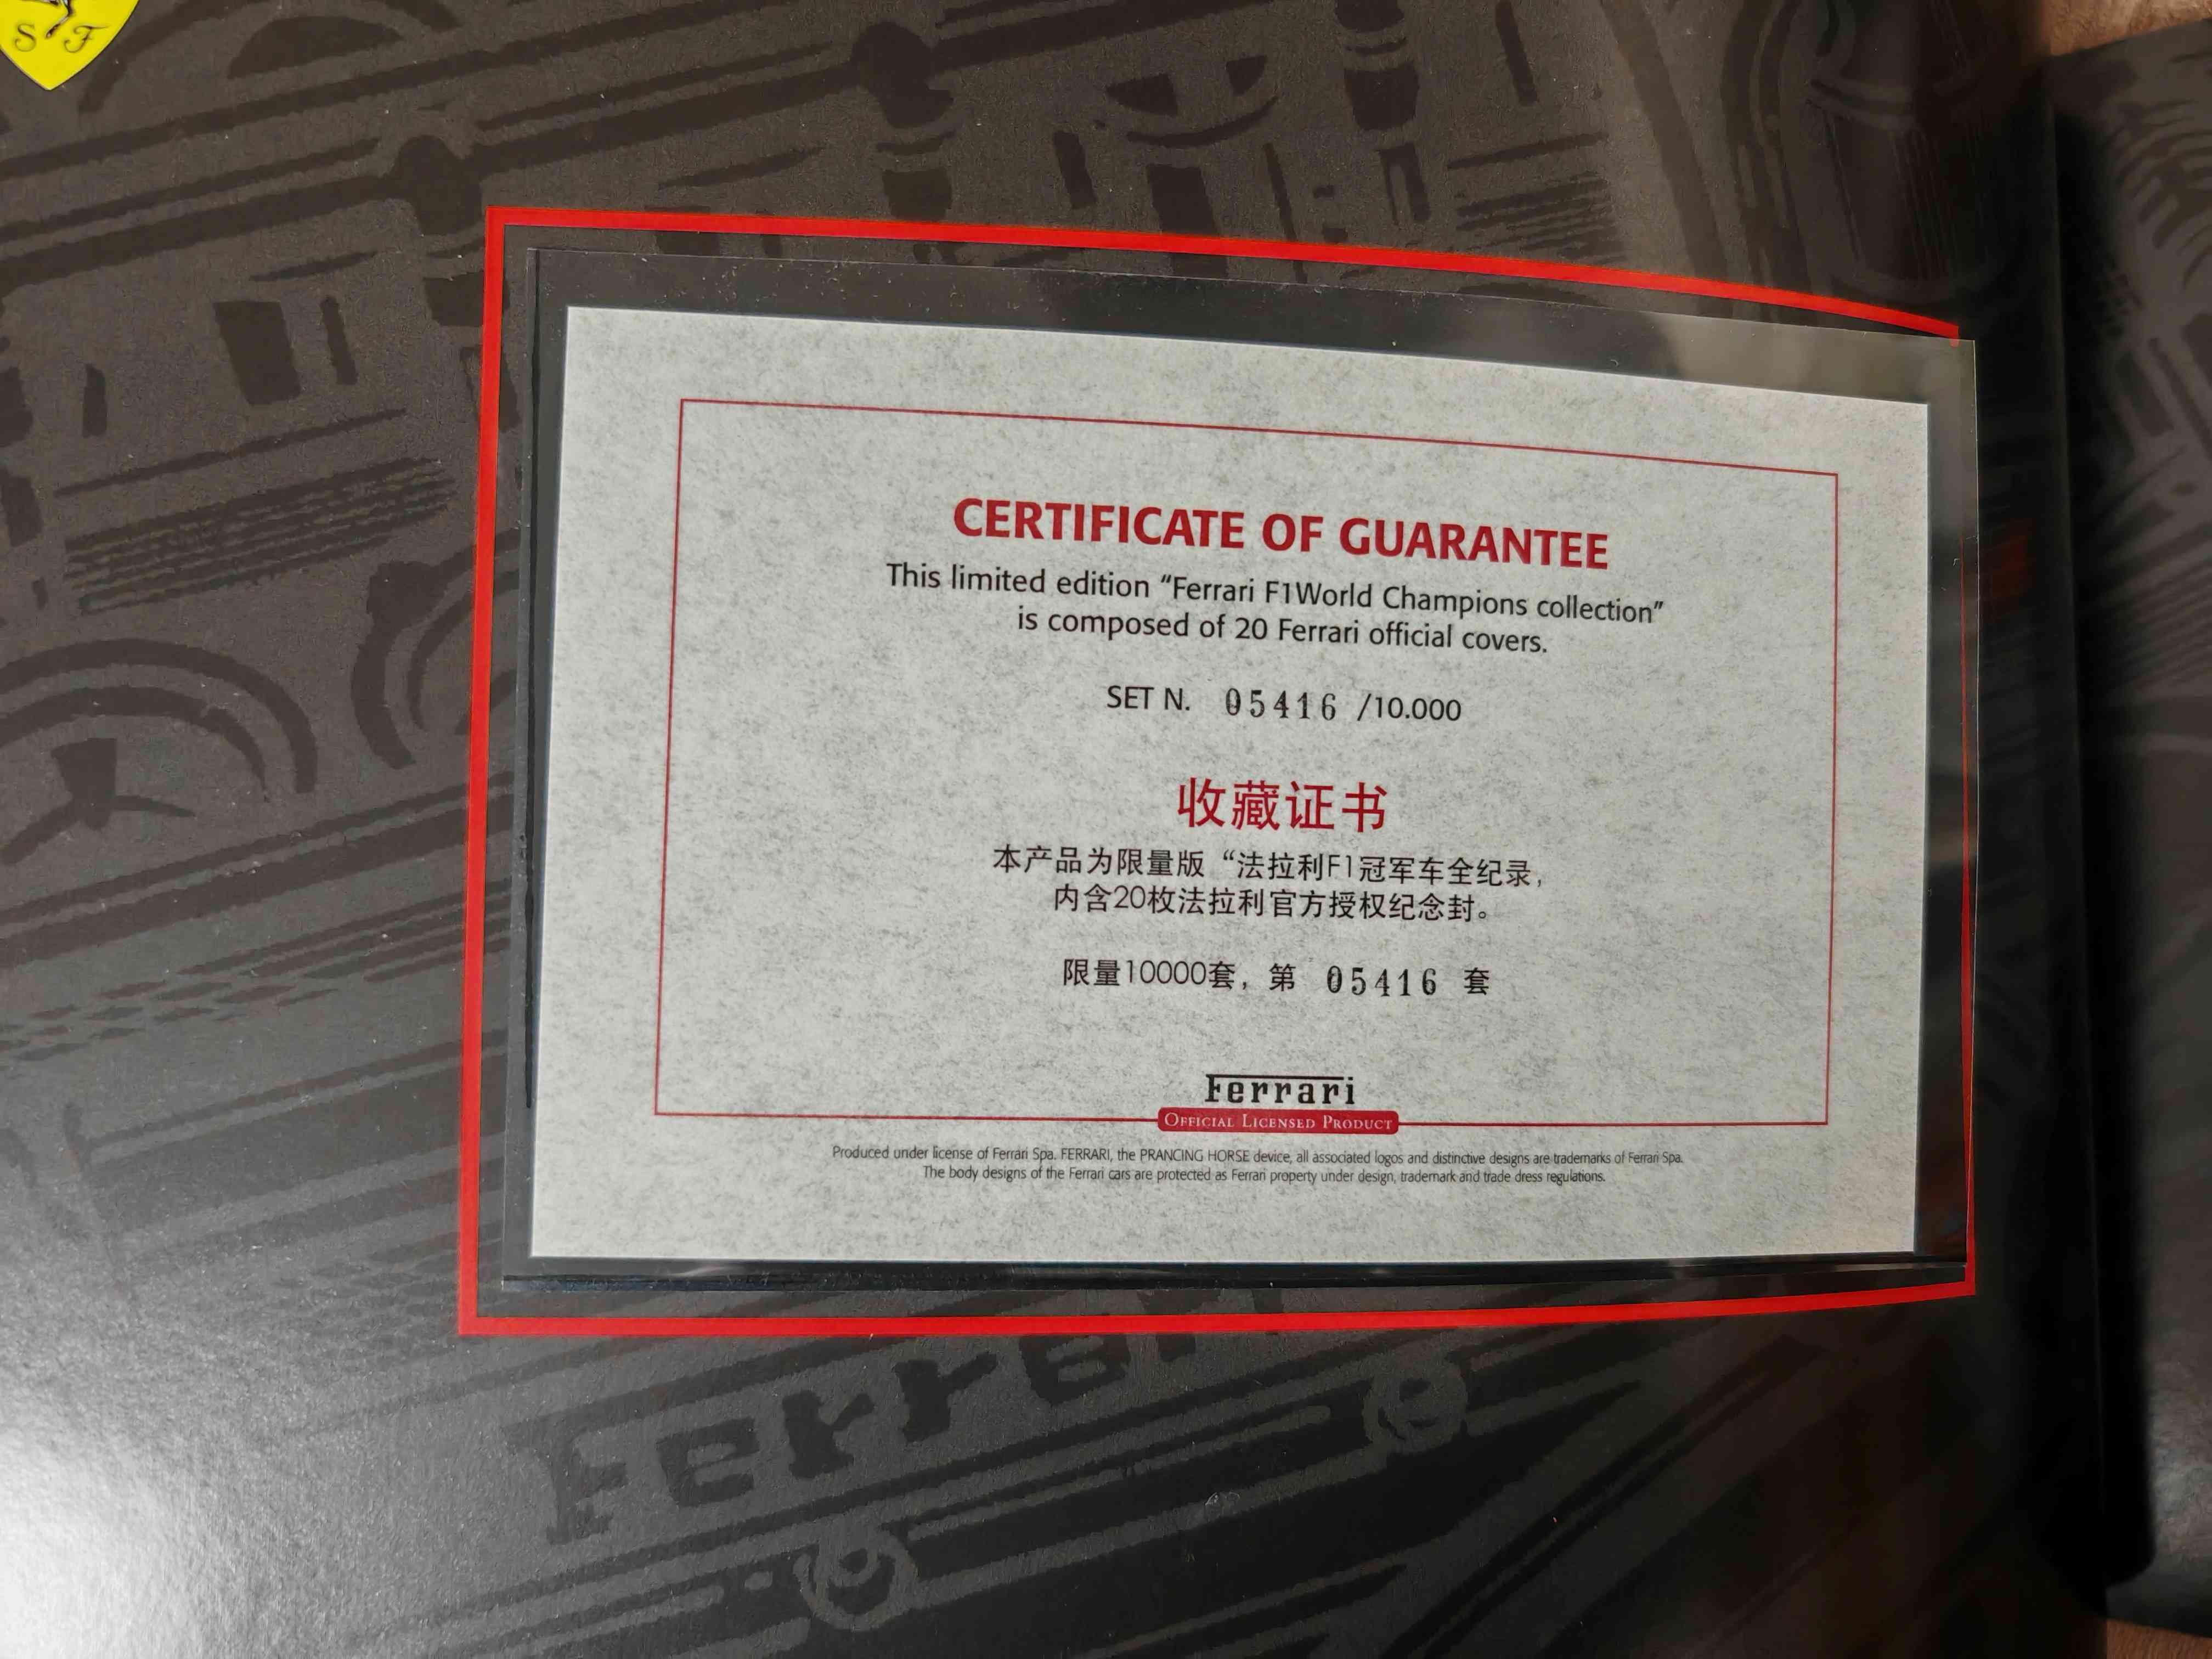 S F
CERTIFICATE OF GUARANTEE
This limited edition “Ferrari F1World Champions collection”
is composed of 20 Ferrari official covers.
SET N. 05416 /10.000
收藏证书
本产品为限量版“法拉利F1冠军车全纪录,
内含20枚法拉利官方授权纪念封。
限量10000套, 第 05416 套
Ferrari
OFFICIAL LICENSED PRODUCT
Produced under license of Ferrari Spa. FERRARI, the PRANCING HORSE device, all associated logos and distinctive designs are trademarks of Ferrari Spa.
The body designs of the Ferrari cars are protected as Ferrari property under design, trademark and trade dress regulations.
Ferrari